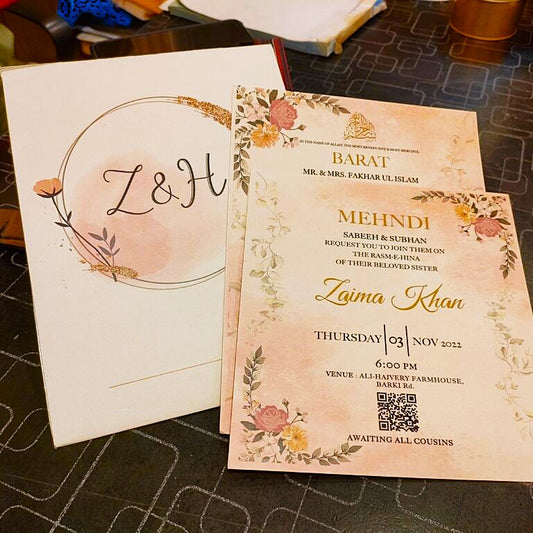 Z&H
IN THE NAME OF ALLAH, THE MOST BENEFICENT & MOST MERCIFUL
BARAT
MR. & MRS. FAKHAR UL ISLAM
MEHNDI
SABEEH & SUBHAN
REQUEST YOU TO JOIN THEM ON
THE RASM-E-HINA
OF THEIR BELOVED SISTER
Zaima Khan
THURSDAY |03| NOV 2022
6:00 PM
VENUE : ALI-HAJVERY FARMHOUSE,
BARKI Rd.
AWAITING ALL COUSINS